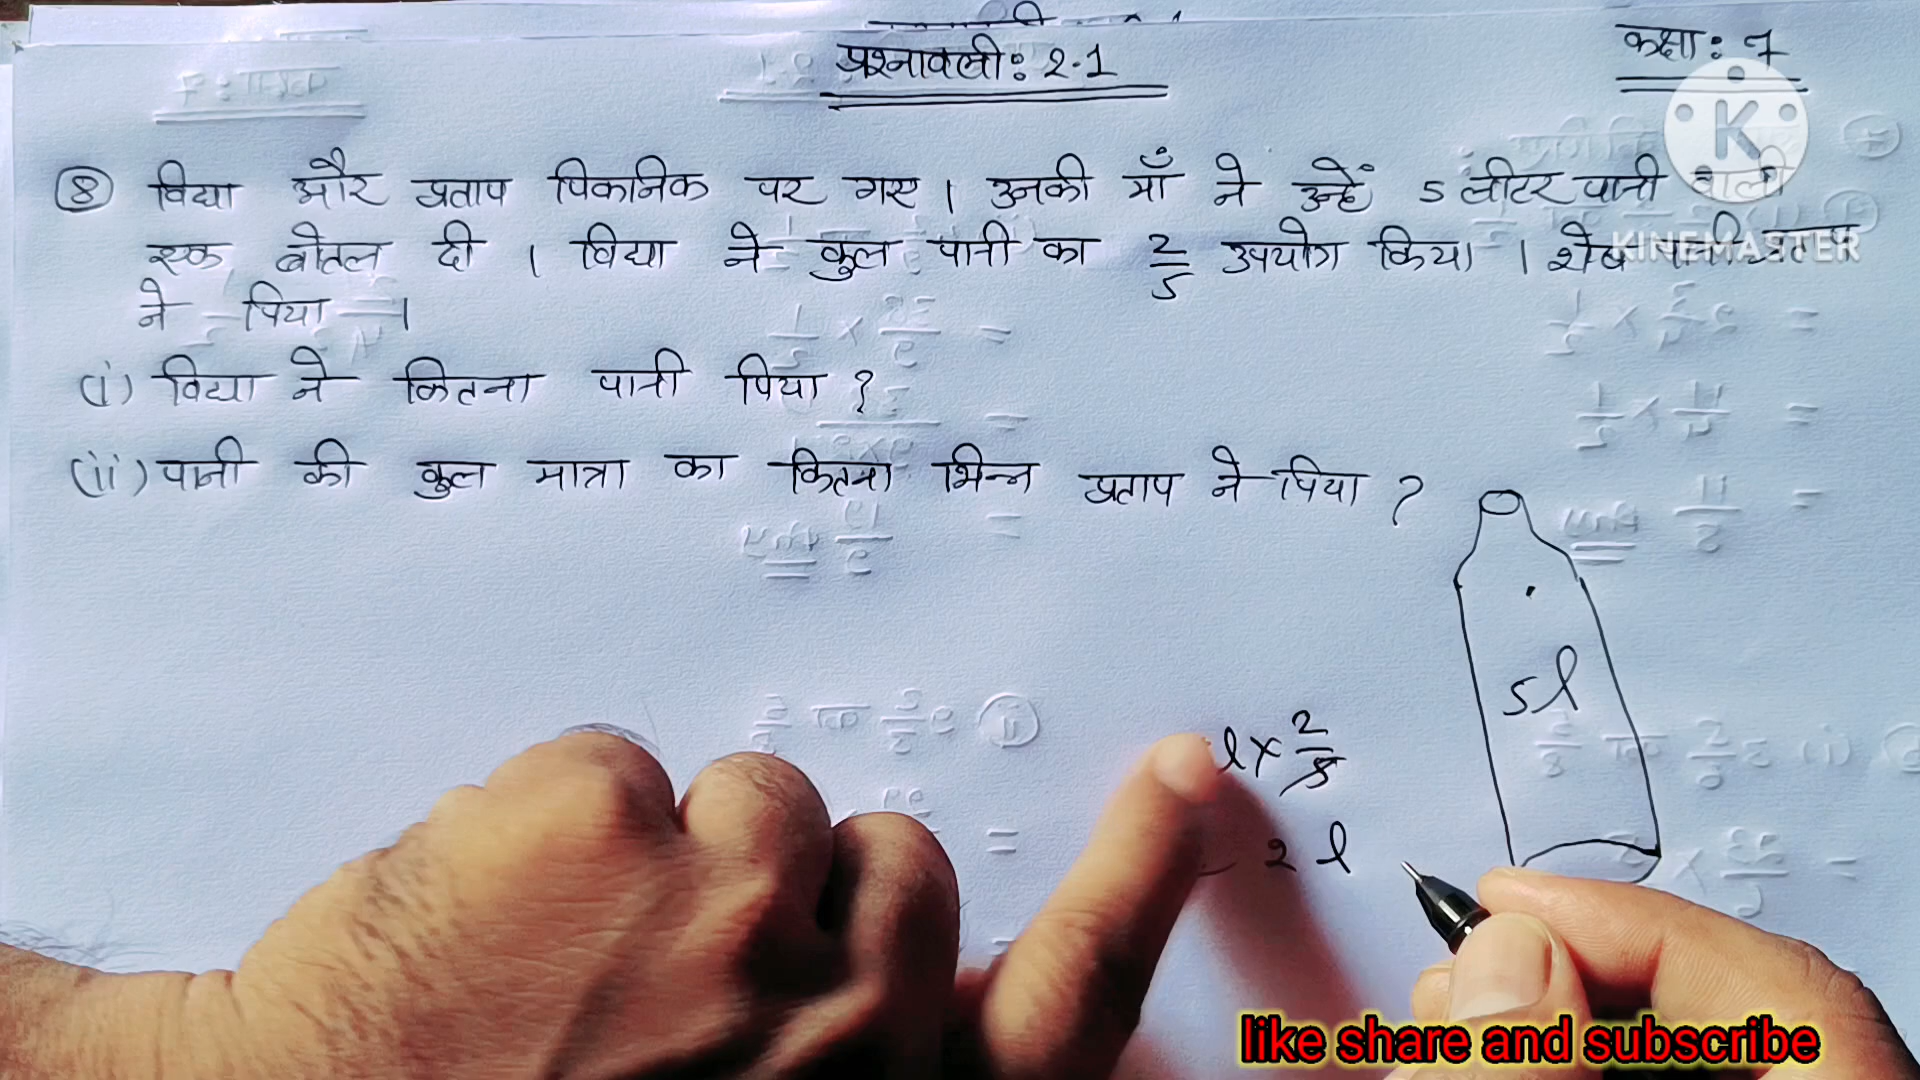 प्रश्नावली: 2.1
कक्षा: 7
⑧ विद्या और प्रताप पिकनिक पर गए । उनकी माँ ने उन्हें 5 लीटर पानी वाली
एक बोतल दी । विद्या ने कुल पानी का 2/5 उपयोग किया । शेष पानी प्रताप
ने पिया ।
(i) विद्या ने कितना पानी पिया ?
(ii) पानी की कुल मात्रा का कितना भिन्न प्रताप ने पिया ?
5l
l × 2/5
2 l
K
KINEMASTER
like share and subscribe